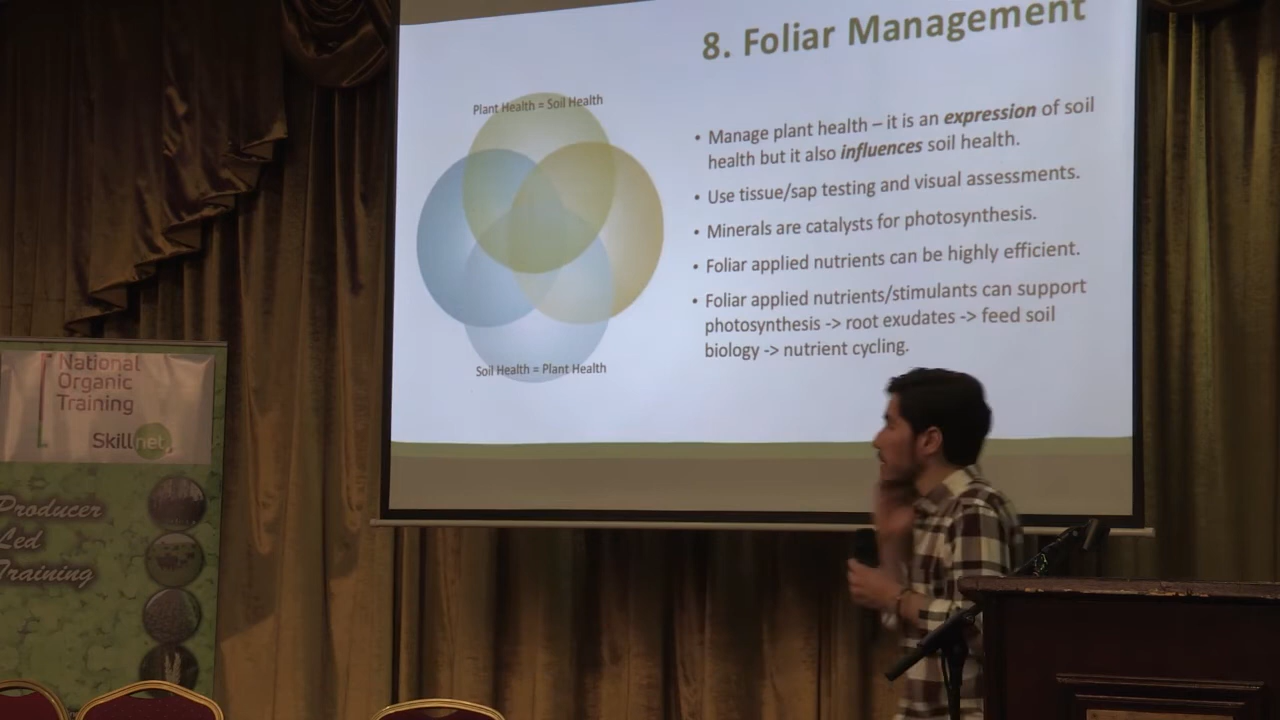 8. Foliar Management
Plant Health = Soil Health
Soil Health = Plant Health
• Manage plant health – it is an expression of soil
health but it also influences soil health.
• Use tissue/sap testing and visual assessments.
• Minerals are catalysts for photosynthesis.
• Foliar applied nutrients can be highly efficient.
• Foliar applied nutrients/stimulants can support
photosynthesis -> root exudates -> feed soil
biology -> nutrient cycling.
National
Organic
Training
Skillnet
Producer
Led
Training